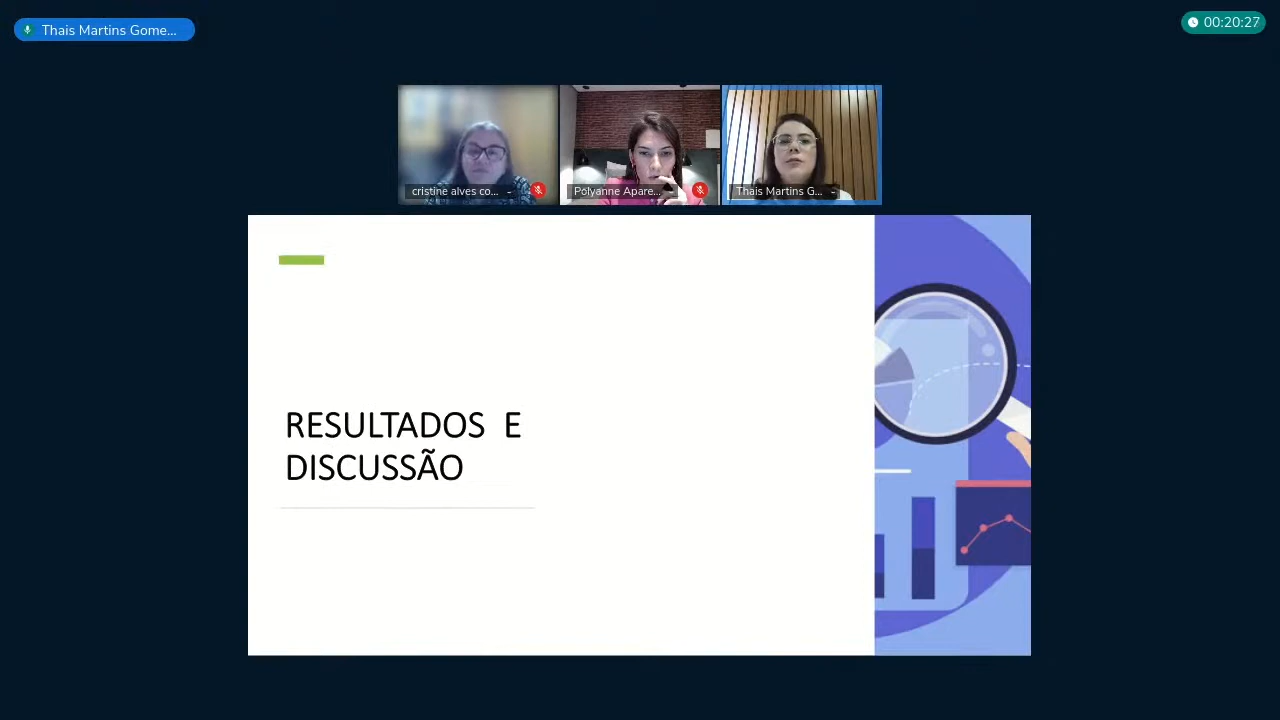 Thais Martins Gome...
00:20:27
cristine alves co...
Polyanne Apare...
Thais Martins G...
RESULTADOS E
DISCUSSÃO